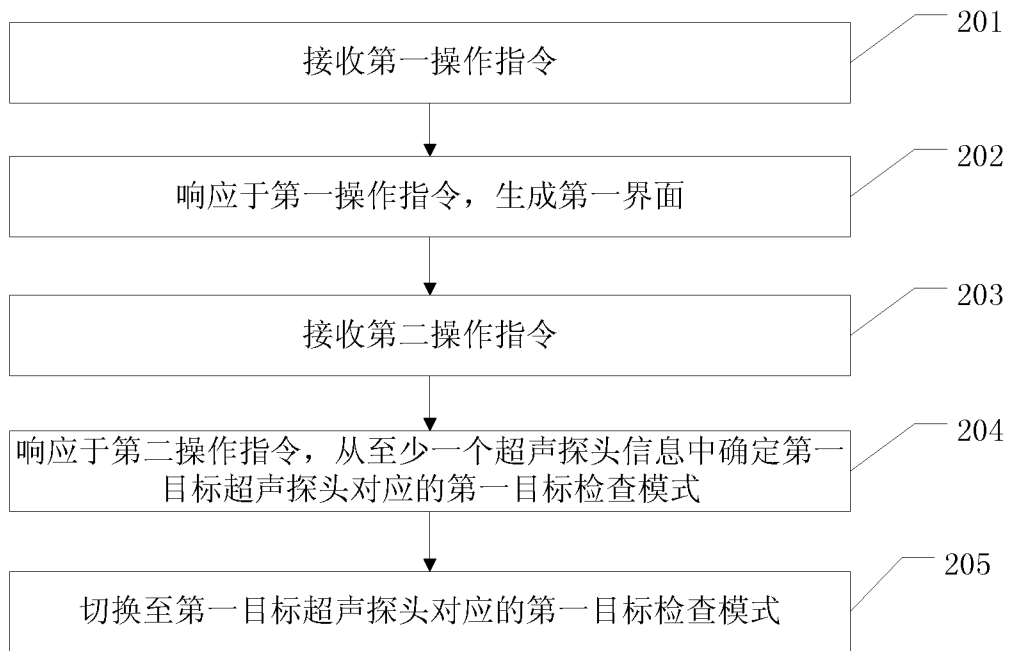 接收第一操作指令
201
响应于第一操作指令，生成第一界面
202
接收第二操作指令
203
响应于第二操作指令，从至少一个超声探头信息中确定第一
目标超声探头对应的第一目标检查模式
204
切换至第一目标超声探头对应的第一目标检查模式
205